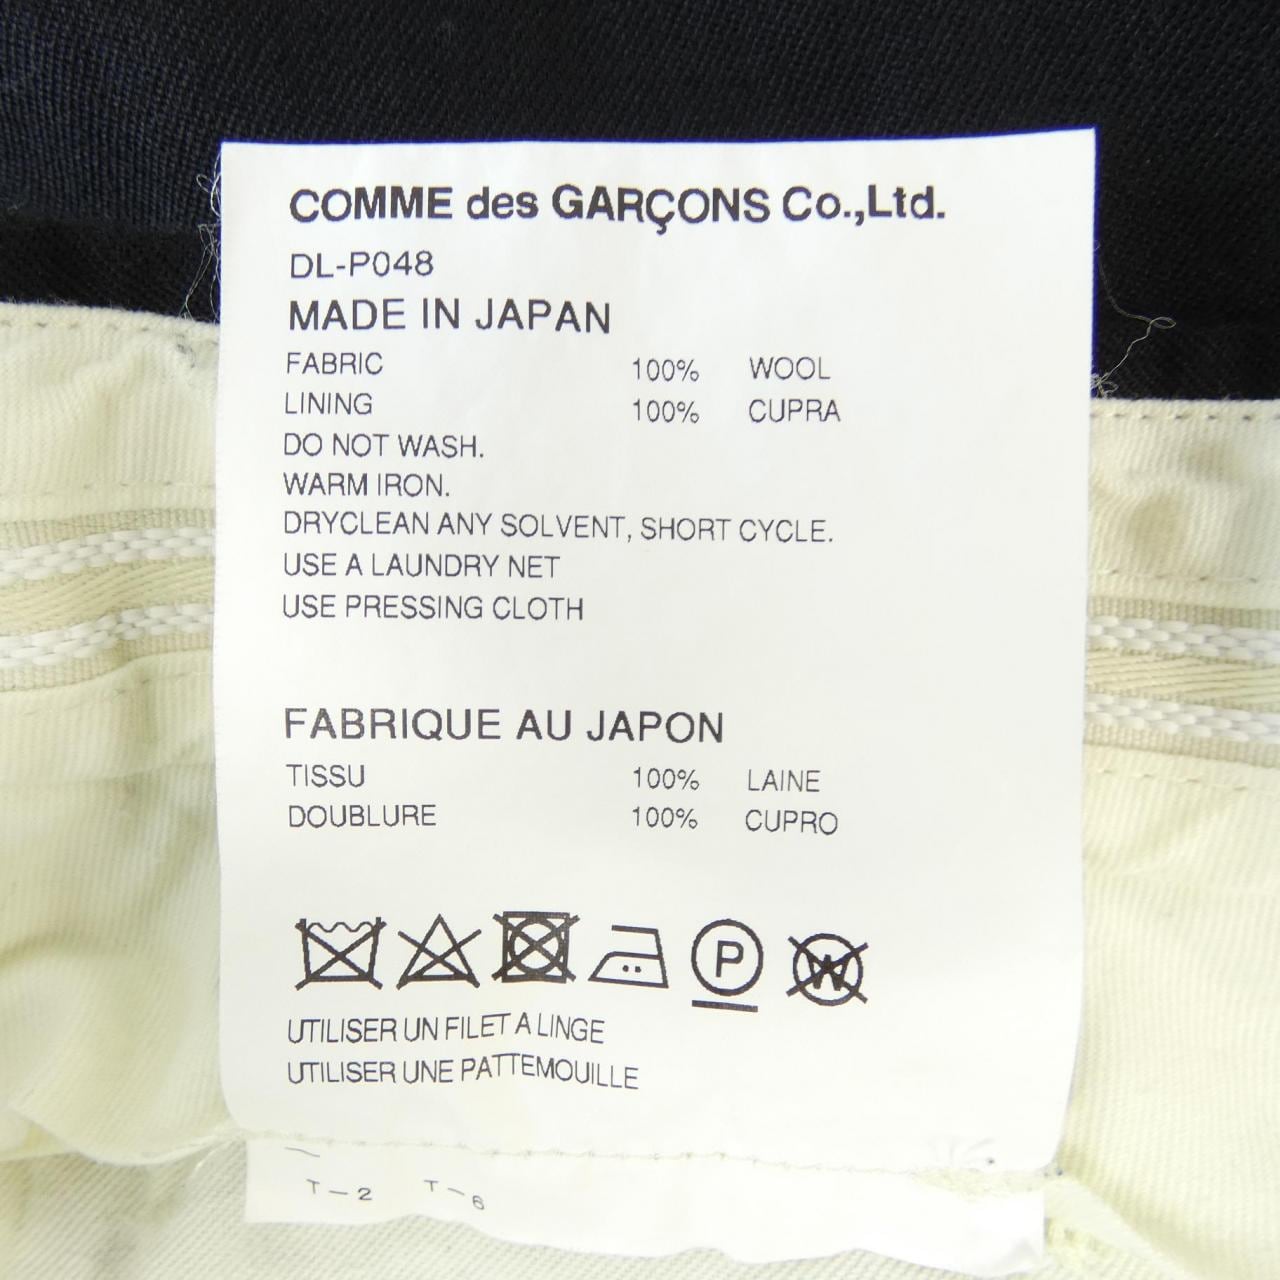 COMME des GARÇONS Co.,Ltd.
DL-P048
MADE IN JAPAN
FABRIC 100% WOOL
LINING 100% CUPRA
DO NOT WASH.
WARM IRON.
DRYCLEAN ANY SOLVENT, SHORT CYCLE.
USE A LAUNDRY NET
USE PRESSING CLOTH
FABRIQUE AU JAPON
TISSU 100% LAINE
DOUBLURE 100% CUPRO
P W
UTILISER UN FILET A LINGE
UTILISER UNE PATTEMOUILLE
T-2 T-6